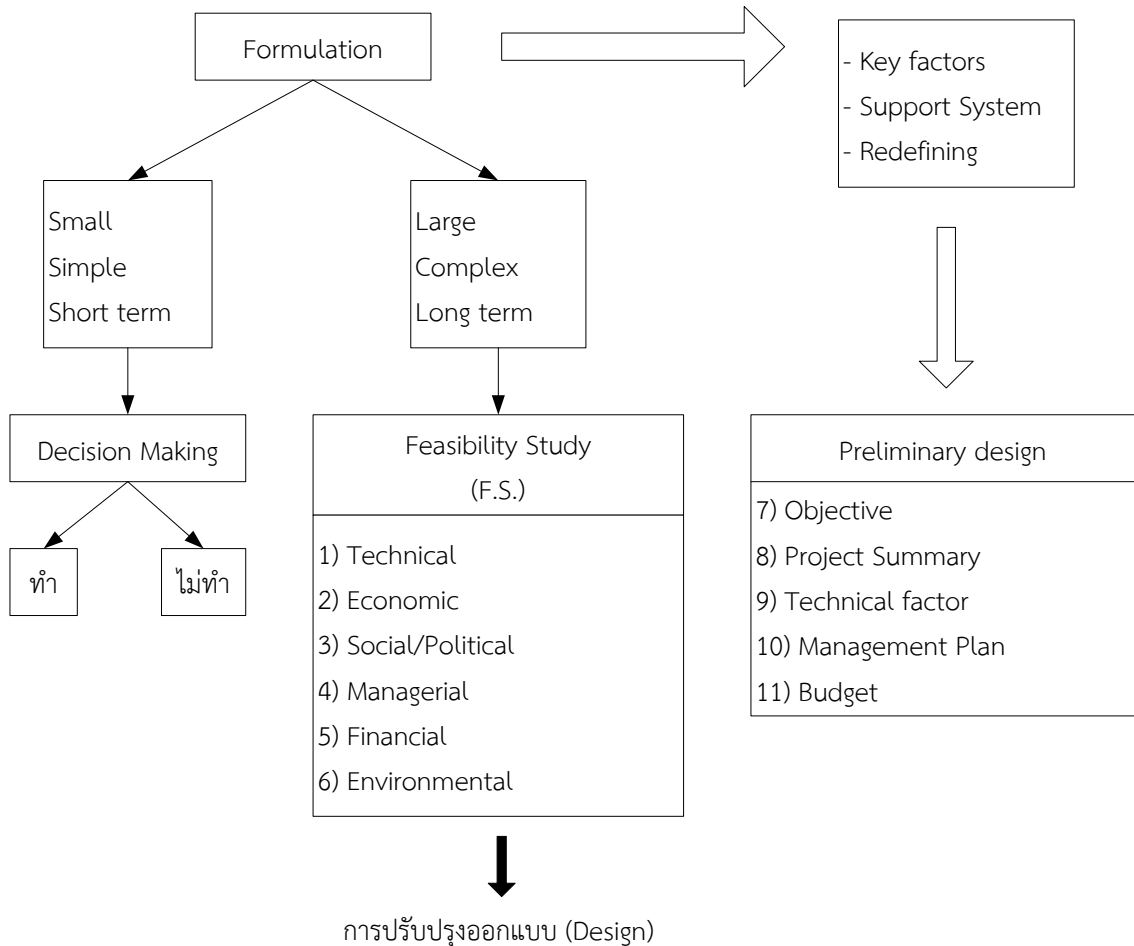 Formulation
- Key factors
- Support System
- Redefining
Small
Simple
Short term
Large
Complex
Long term
Decision Making
ทำ
ไม่ทำ
Feasibility Study
(F.S.)
1) Technical
2) Economic
3) Social/Political
4) Managerial
5) Financial
6) Environmental
Preliminary design
7) Objective
8) Project Summary
9) Technical factor
10) Management Plan
11) Budget
การปรับปรุงออกแบบ (Design)